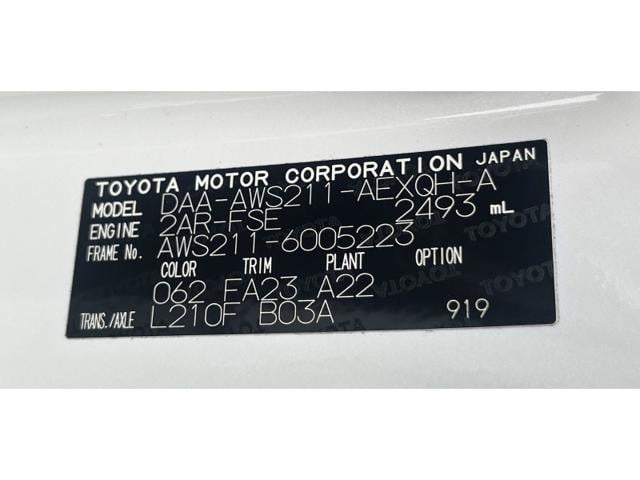 TOYOTA MOTOR CORPORATION JAPAN
MODEL DAA-AWS211-AEXQH-A
ENGINE 2AR-FSE 2493 mL
FRAME No. AWS211-6005223
COLOR TRIM PLANT OPTION
062 FA23 A22
TRANS./AXLE L210F B03A 919